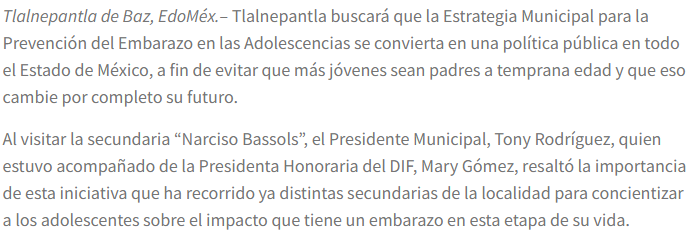 Tlalnepantla de Baz, EdoMéx.– Tlalnepantla buscará que la Estrategia Municipal para la
Prevención del Embarazo en las Adolescencias se convierta en una política pública en todo
el Estado de México, a fin de evitar que más jóvenes sean padres a temprana edad y que eso
cambie por completo su futuro.
Al visitar la secundaria “Narciso Bassols”, el Presidente Municipal, Tony Rodríguez, quien
estuvo acompañado de la Presidenta Honoraria del DIF, Mary Gómez, resaltó la importancia
de esta iniciativa que ha recorrido ya distintas secundarias de la localidad para concientizar
a los adolescentes sobre el impacto que tiene un embarazo en esta etapa de su vida.